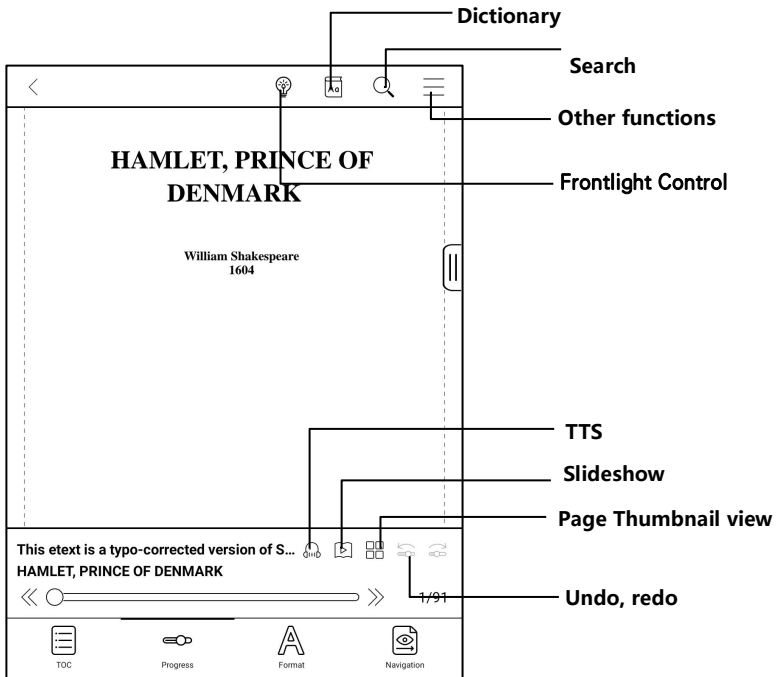 Dictionary
Search
Aa
Other functions
HAMLET, PRINCE OF
DENMARK
Frontlight Control
William Shakespeare
1604
TTS
Slideshow
Page Thumbnail view
This etext is a typo-corrected version of S...
HAMLET, PRINCE OF DENMARK
1/91
Undo, redo
TOC
Progress
Format
Navigation